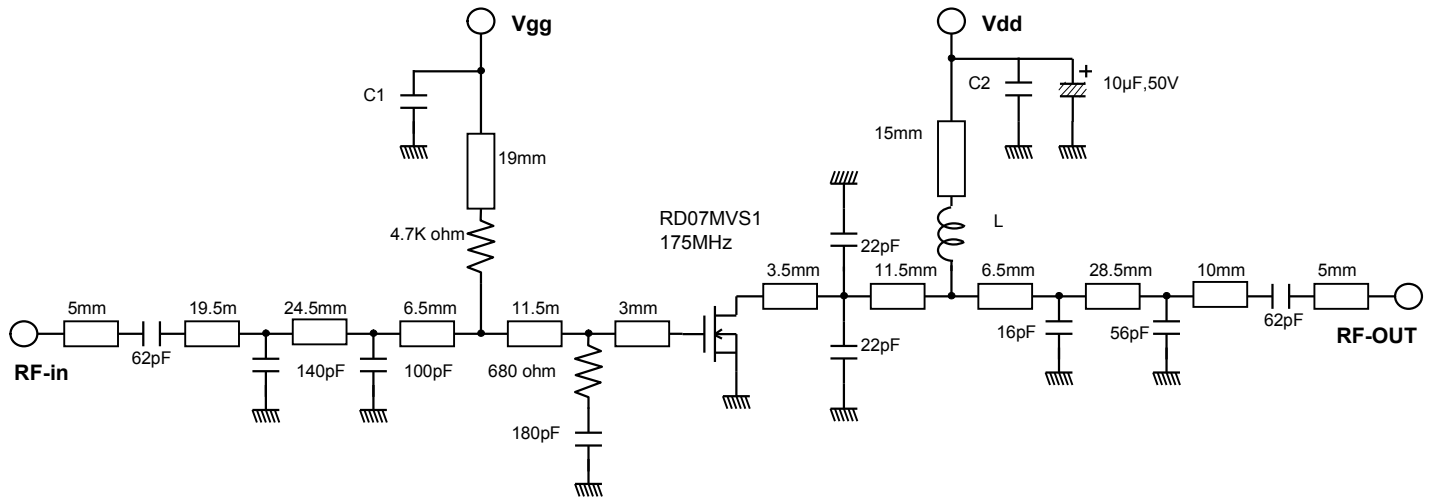 Vgg
Vdd
C1
C2
10µF,50V
15mm
19mm
RD07MVS1
175MHz
4.7K ohm
22pF
L
3.5mm
11.5mm
6.5mm
28.5mm
10mm
5mm
5mm
19.5m
24.5mm
6.5mm
11.5m
3mm
62pF
RF-in
140pF
100pF
680 ohm
22pF
16pF
56pF
62pF
RF-OUT
180pF